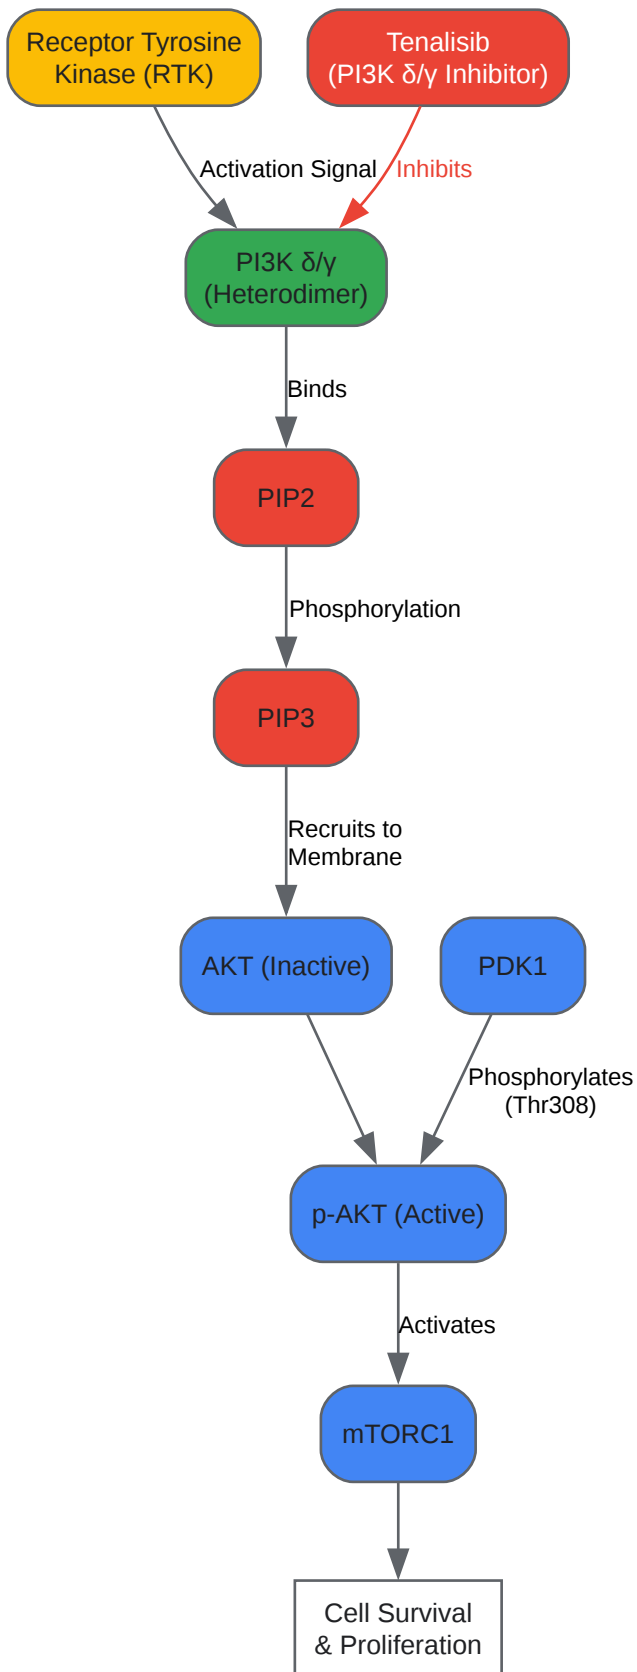 Receptor Tyrosine
Kinase (RTK)
Tenalisib
(PI3K δ/γ Inhibitor)
Activation Signal
Inhibits
PI3K δ/γ
(Heterodimer)
Binds
PIP2
Phosphorylation
PIP3
Recruits to
Membrane
AKT (Inactive)
PDK1
Phosphorylates
(Thr308)
p-AKT (Active)
Activates
mTORC1
Cell Survival
& Proliferation